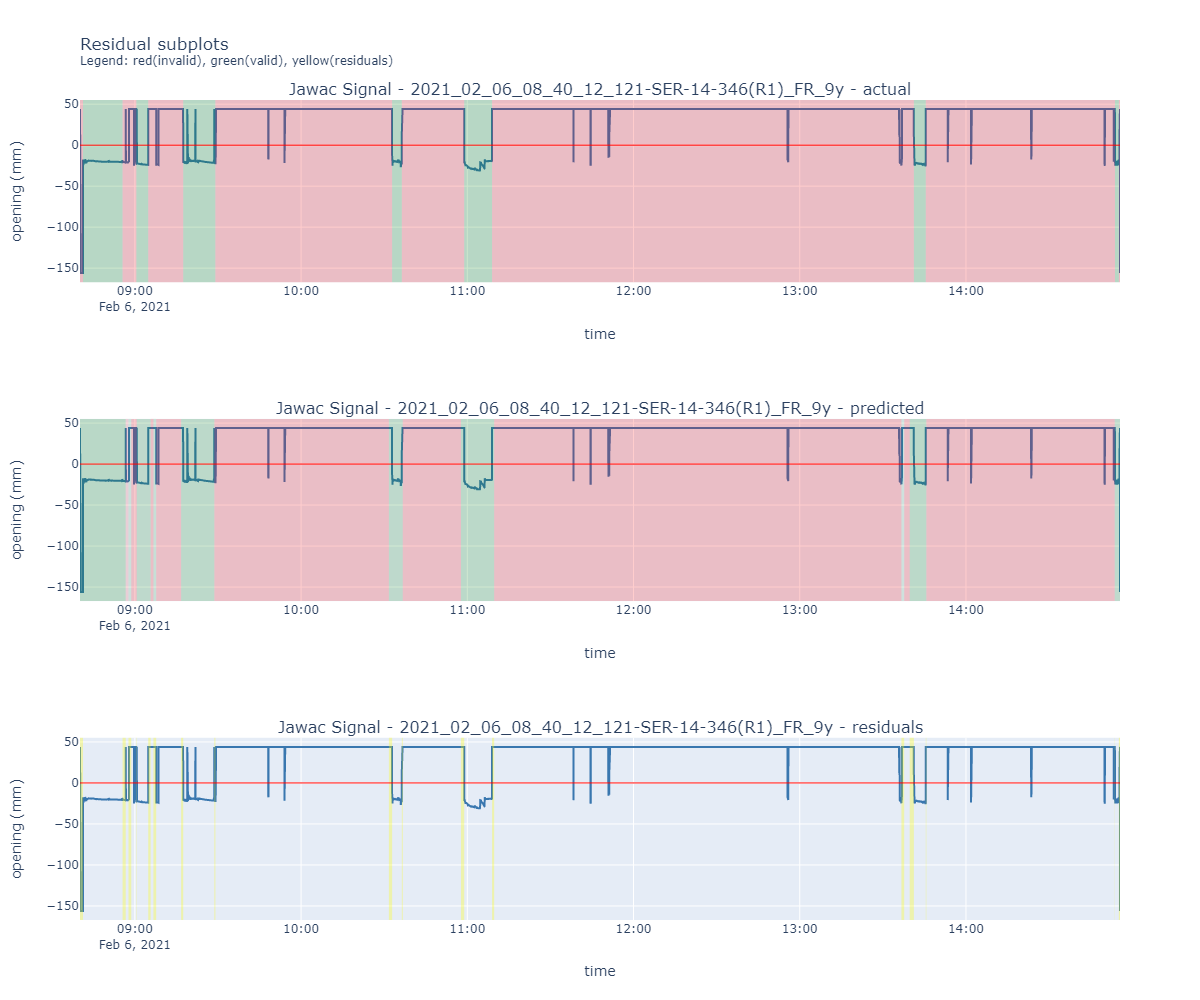 Residual subplots
Legend: red(invalid), green(valid), yellow(residuals)
Jawac Signal - 2021_02_06_08_40_12_121-SER-14-346(R1)_FR_9y - actual
50
0
−50
−100
−150
opening (mm)
09:00 10:00 11:00 12:00 13:00 14:00
Feb 6, 2021
time
Jawac Signal - 2021_02_06_08_40_12_121-SER-14-346(R1)_FR_9y - predicted
50
0
−50
−100
−150
opening (mm)
09:00 10:00 11:00 12:00 13:00 14:00
Feb 6, 2021
time
Jawac Signal - 2021_02_06_08_40_12_121-SER-14-346(R1)_FR_9y - residuals
50
0
−50
−100
−150
opening (mm)
09:00 10:00 11:00 12:00 13:00 14:00
Feb 6, 2021
time